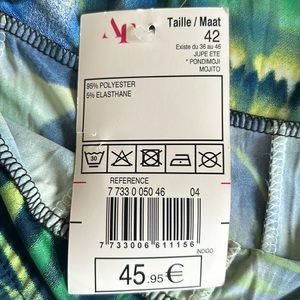 Taille / Maat
42
Existe du 36 au 46
JUPE ETE
* PONDIMOJI
MOJITO
95% POLYESTER
5% ELASTHANE
30
REFERENCE
7 733 0 050 46 04
7 733006 611156
INDIGO
45.95€